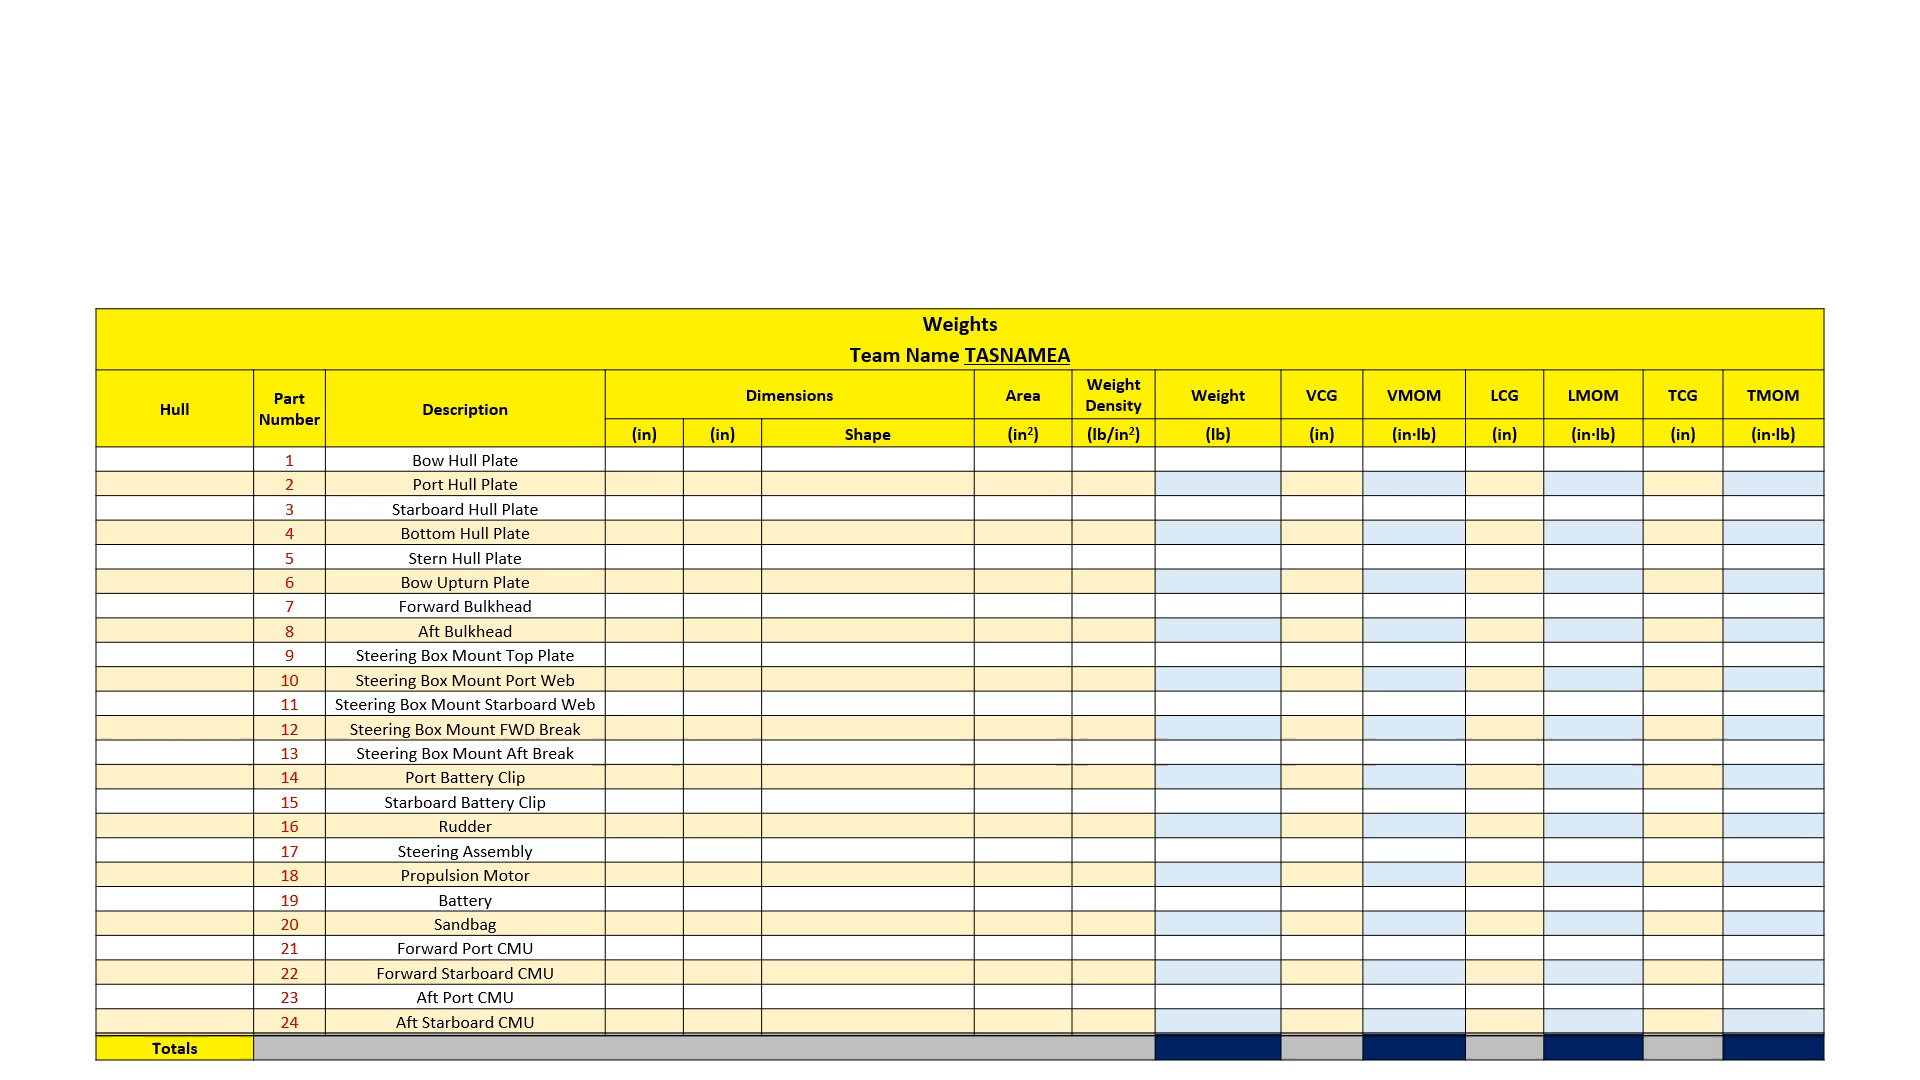 Weights
Team Name TASNAMEA
Hull Part Number Description Dimensions Area Weight Density Weight VCG VMOM LCG LMOM TCG TMOM
(in) (in) Shape (in²) (lb/in²) (lb) (in) (in·lb) (in) (in·lb) (in) (in·lb)
1 Bow Hull Plate
2 Port Hull Plate
3 Starboard Hull Plate
4 Bottom Hull Plate
5 Stern Hull Plate
6 Bow Upturn Plate
7 Forward Bulkhead
8 Aft Bulkhead
9 Steering Box Mount Top Plate
10 Steering Box Mount Port Web
11 Steering Box Mount Starboard Web
12 Steering Box Mount FWD Break
13 Steering Box Mount Aft Break
14 Port Battery Clip
15 Starboard Battery Clip
16 Rudder
17 Steering Assembly
18 Propulsion Motor
19 Battery
20 Sandbag
21 Forward Port CMU
22 Forward Starboard CMU
23 Aft Port CMU
24 Aft Starboard CMU
Totals